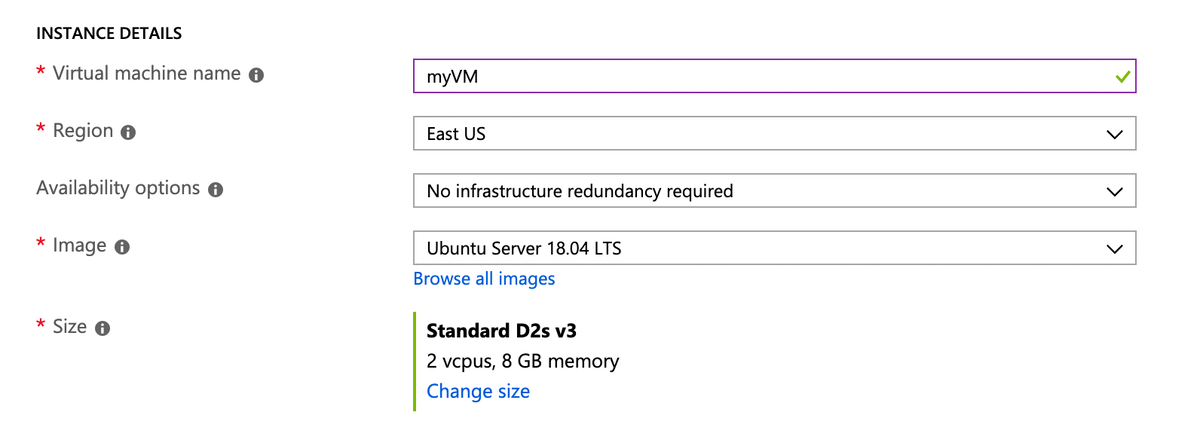 INSTANCE DETAILS
* Virtual machine name
myVM
* Region
East US
Availability options
No infrastructure redundancy required
* Image
Ubuntu Server 18.04 LTS
Browse all images
* Size
Standard D2s v3
2 vcpus, 8 GB memory
Change size